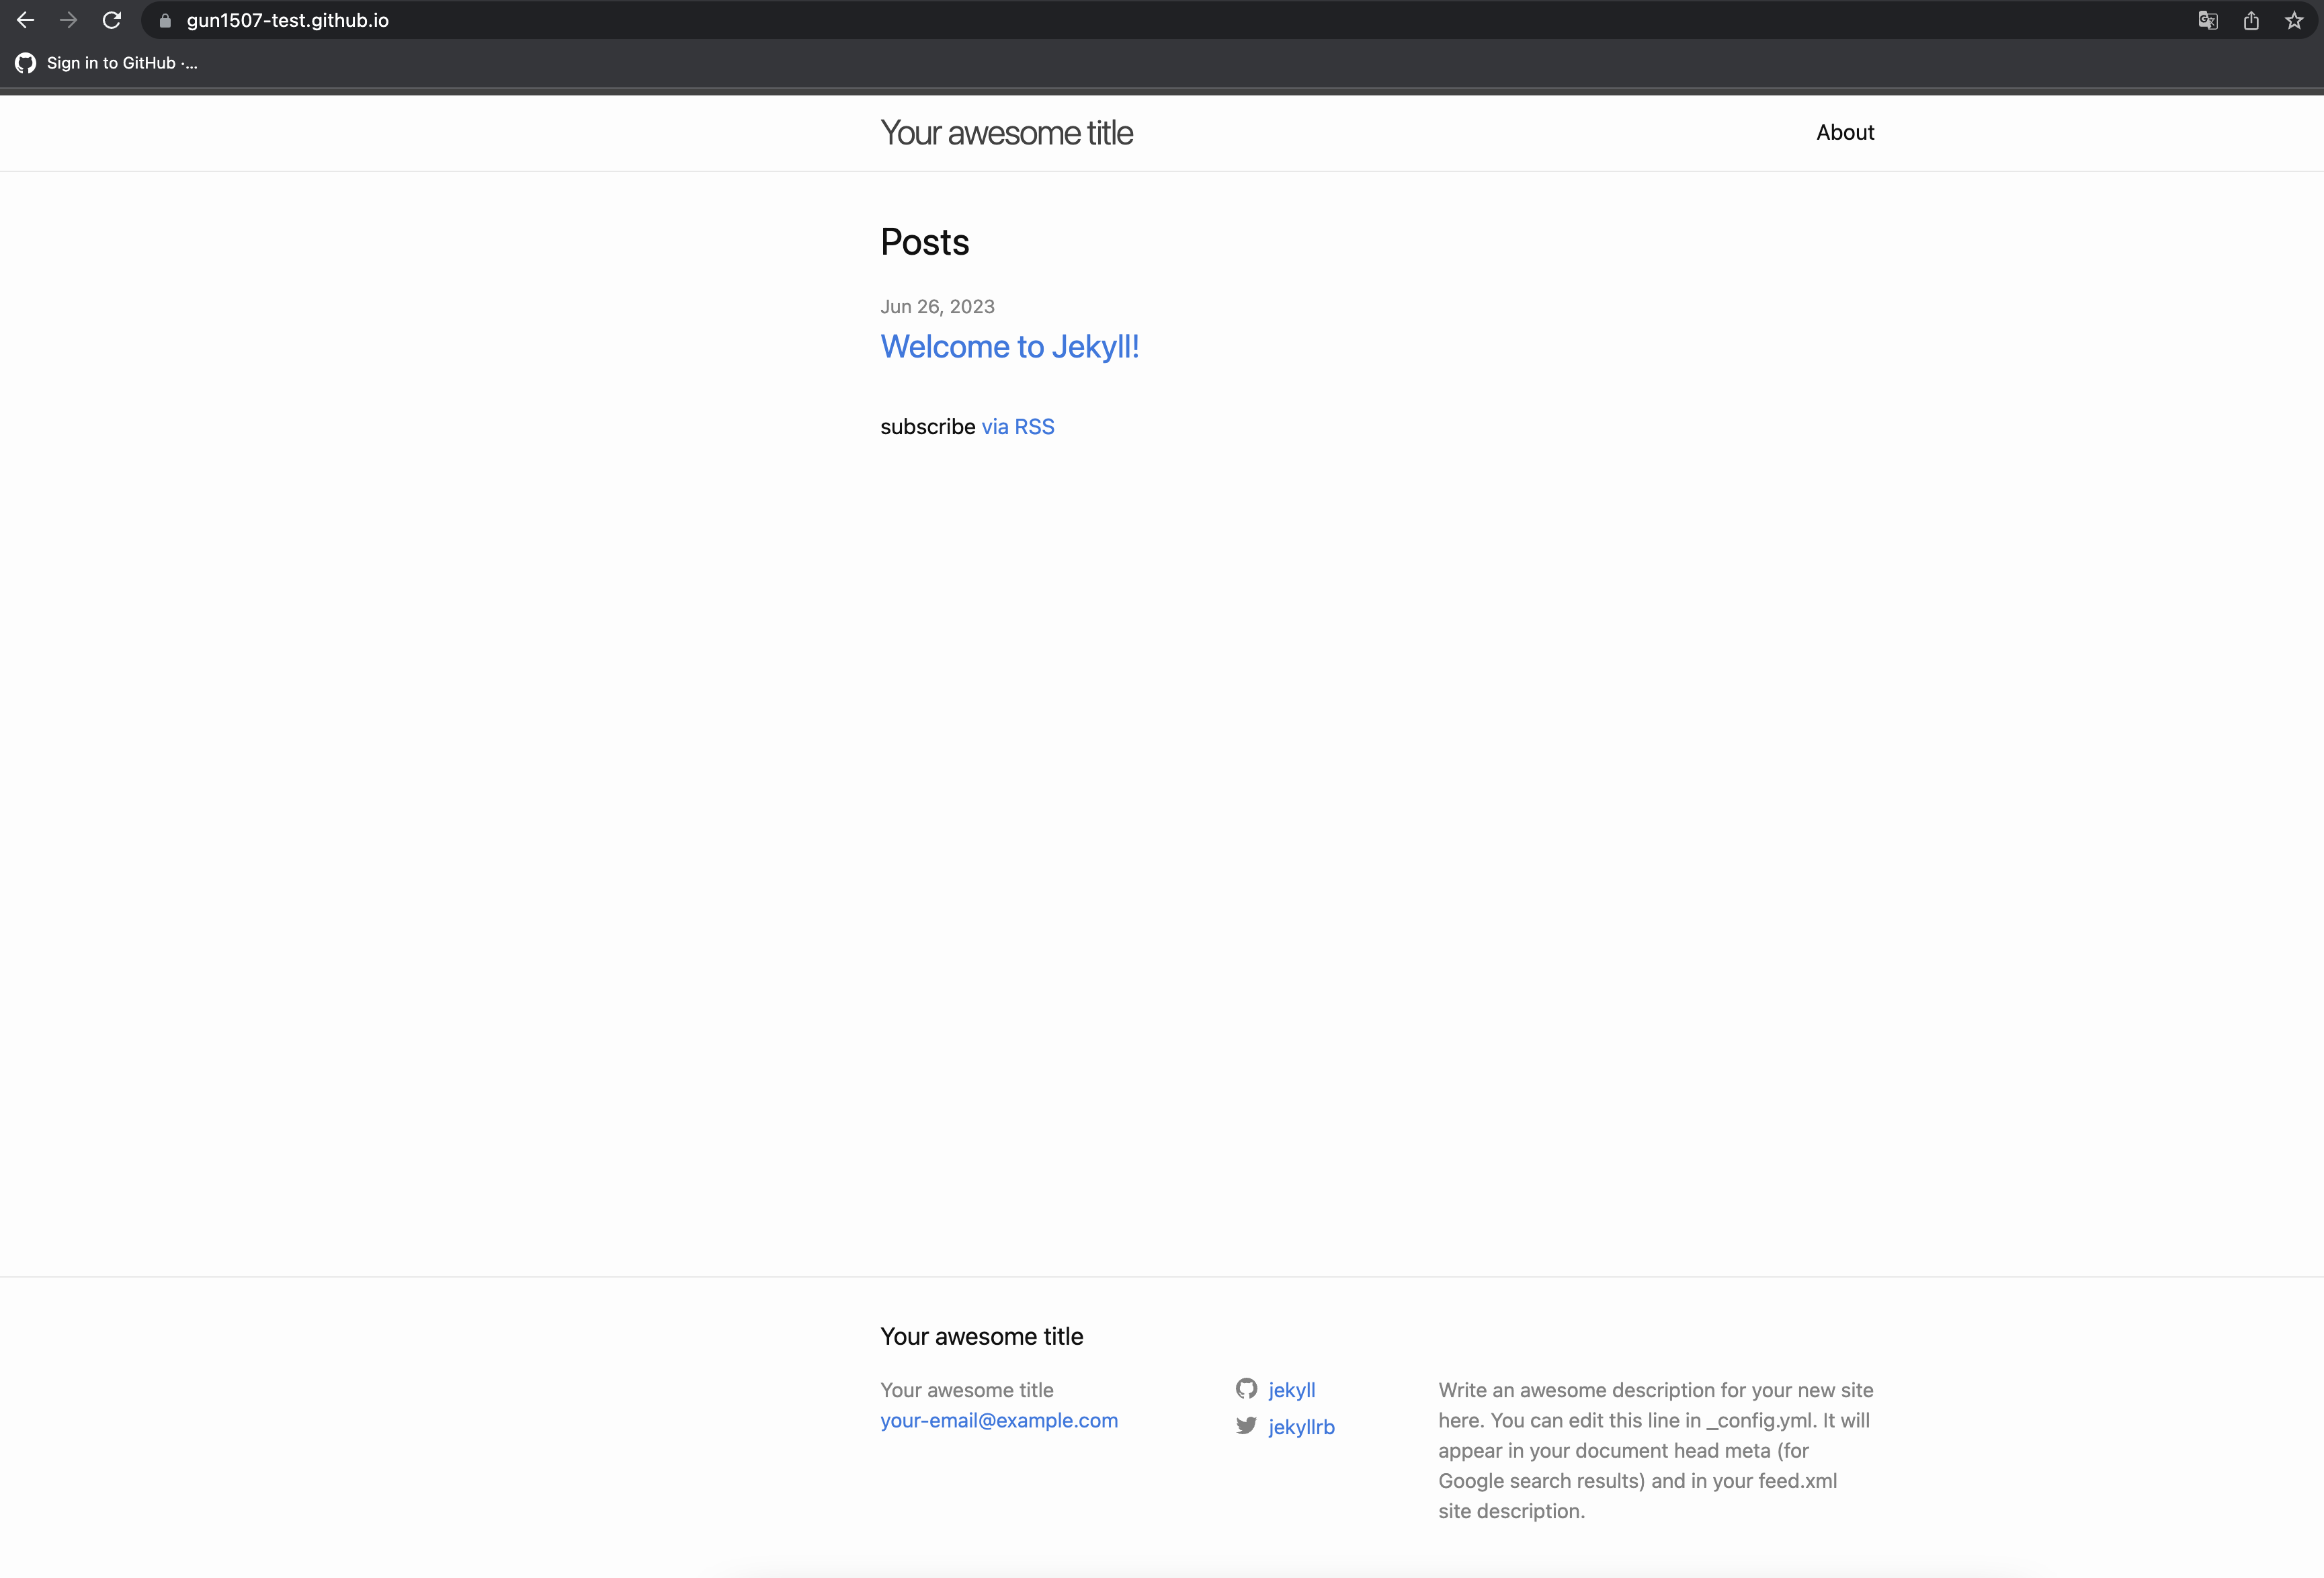 gun1507-test.github.io
Sign in to GitHub ·...
Your awesome title
About
Posts
Jun 26, 2023
Welcome to Jekyll!
subscribe via RSS
Your awesome title
Your awesome title
your-email@example.com
jekyll
jekyllrb
Write an awesome description for your new site
here. You can edit this line in _config.yml. It will
appear in your document head meta (for
Google search results) and in your feed.xml
site description.